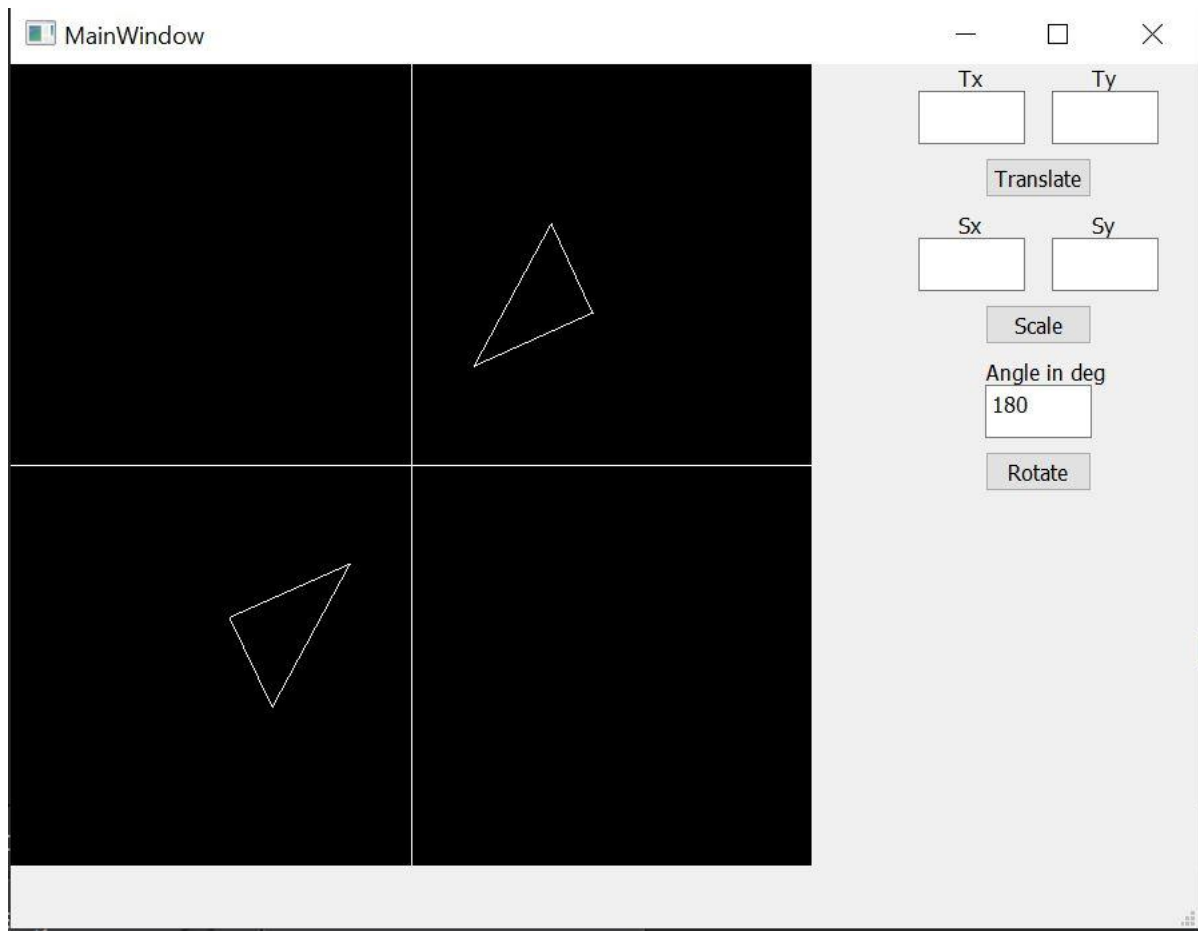 MainWindow
Tx Ty
Translate
Sx Sy
Scale
Angle in deg
180
Rotate